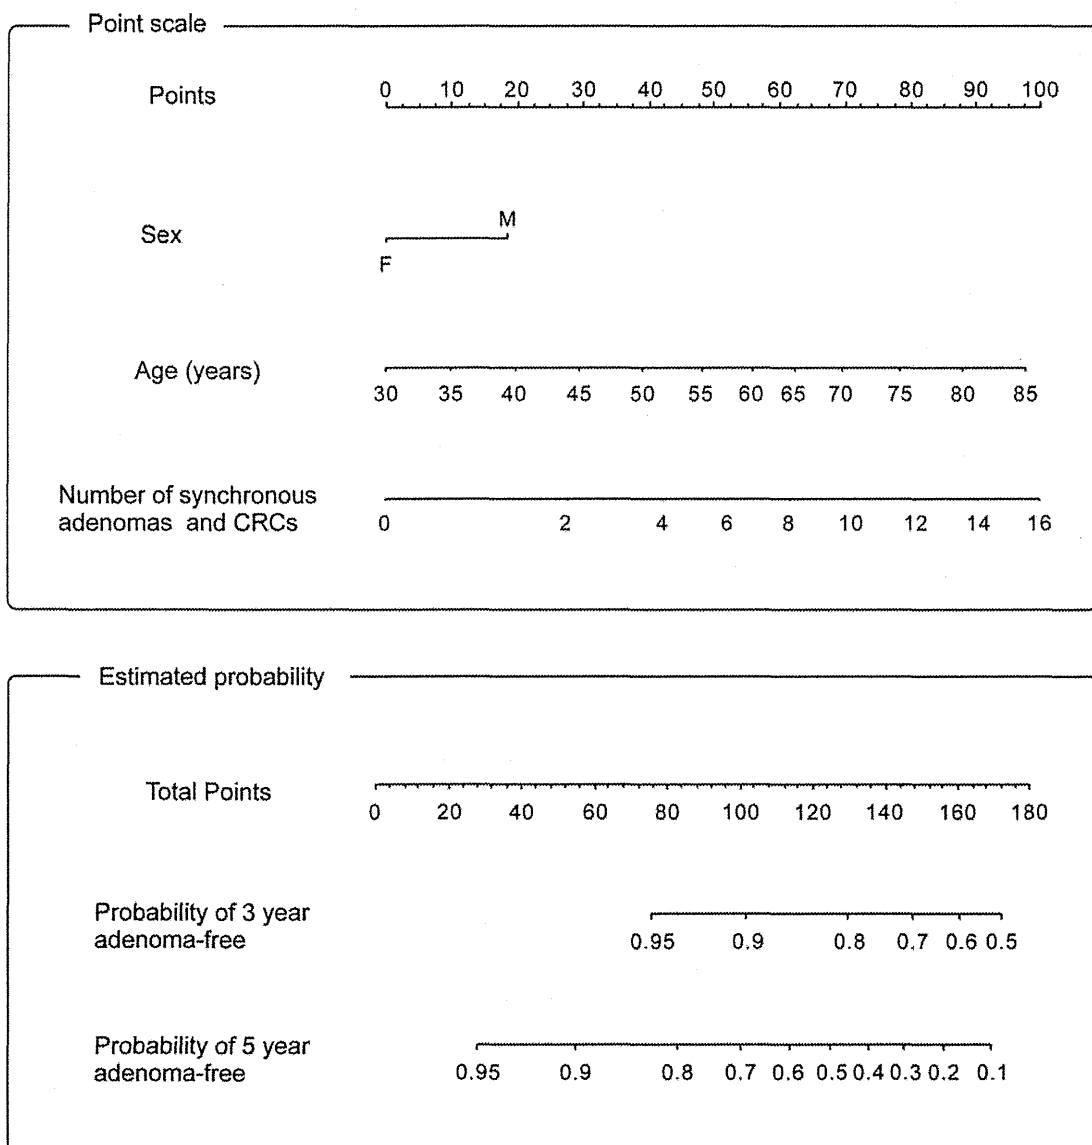 Point scale
Points
0 10 20 30 40 50 60 70 80 90 100
Sex
M
F
Age (years)
30 35 40 45 50 55 60 65 70 75 80 85
Number of synchronous
adenomas and CRCs
0 2 4 6 8 10 12 14 16
Estimated probability
Total Points
0 20 40 60 80 100 120 140 160 180
Probability of 3 year
adenoma-free
0.95 0.9 0.8 0.7 0.6 0.5
Probability of 5 year
adenoma-free
0.95 0.9 0.8 0.7 0.6 0.5 0.4 0.3 0.2 0.1